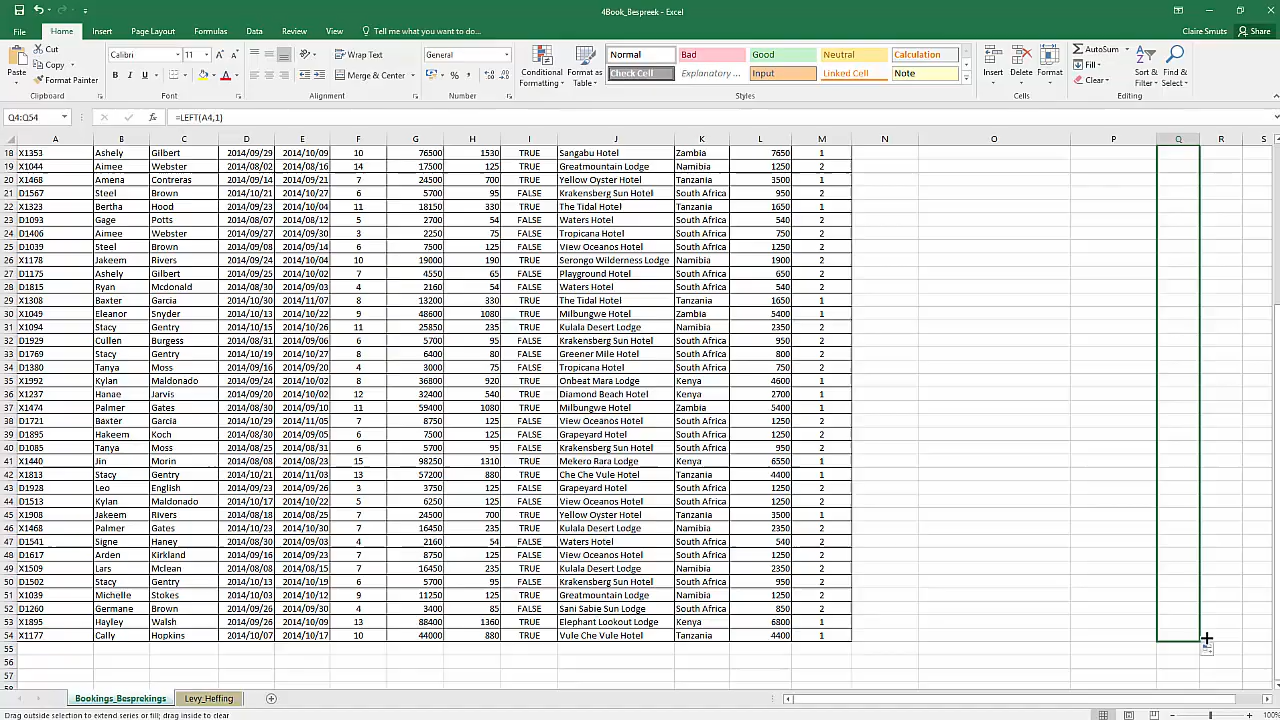 4Book_Bespreek - Excel
Claire Smuts
Share
File Home Insert Page Layout Formulas Data Review View Tell me what you want to do...
Paste
Cut
Copy
Format Painter
Clipboard
Calibri 11
B I U
Font
Wrap Text
Merge & Center
Alignment
General
Number
Conditional Formatting
Format as Table
Normal Bad Good Neutral Calculation
Check Cell Explanatory ... Input Linked Cell Note
Styles
Insert Delete Format
Cells
AutoSum
Fill
Clear
Sort & Filter
Find & Select
Editing
Q4:Q54 =LEFT(A4,1)
A B C D E F G H I J K L M N O P Q R S
18 X1353 Ashely Gilbert 2014/09/29 2014/10/09 10 76500 1530 TRUE Sangabu Hotel Zambia 7650 1
19 X1044 Aimee Webster 2014/08/02 2014/08/16 14 17500 125 TRUE Greatmountain Lodge Namibia 1250 2
20 X1468 Amena Contreras 2014/09/14 2014/09/21 7 24500 700 TRUE Yellow Oyster Hotel Tanzania 3500 1
21 D1567 Steel Brown 2014/10/21 2014/10/27 6 5700 95 FALSE Krakensberg Sun Hotel South Africa 950 2
22 X1323 Bertha Hood 2014/09/23 2014/10/04 11 18150 330 TRUE The Tidal Hotel Tanzania 1650 1
23 D1093 Gage Potts 2014/08/07 2014/08/12 5 2700 54 FALSE Waters Hotel South Africa 540 2
24 D1406 Aimee Webster 2014/09/27 2014/09/30 3 2250 75 FALSE Tropicana Hotel South Africa 750 2
25 D1039 Steel Brown 2014/09/08 2014/09/14 6 7500 125 FALSE View Oceanos Hotel South Africa 1250 2
26 X1178 Jakeem Rivers 2014/09/24 2014/10/04 10 19000 190 TRUE Serongo Wilderness Lodge Namibia 1900 2
27 D1175 Ashely Gilbert 2014/09/25 2014/10/02 7 4550 65 FALSE Playground Hotel South Africa 650 2
28 D1815 Ryan Mcdonald 2014/08/30 2014/09/03 4 2160 54 FALSE Waters Hotel South Africa 540 2
29 X1308 Baxter Garcia 2014/10/30 2014/11/07 8 13200 330 TRUE The Tidal Hotel Tanzania 1650 1
30 X1049 Eleanor Snyder 2014/10/13 2014/10/22 9 48600 1080 TRUE Milbungwe Hotel Zambia 5400 1
31 X1094 Stacy Gentry 2014/10/15 2014/10/26 11 25850 235 TRUE Kulala Desert Lodge Namibia 2350 2
32 D1929 Cullen Burgess 2014/08/31 2014/09/06 6 5700 95 FALSE Krakensberg Sun Hotel South Africa 950 2
33 D1769 Stacy Gentry 2014/10/19 2014/10/27 8 6400 80 FALSE Greener Mile Hotel South Africa 800 2
34 D1380 Tanya Moss 2014/09/16 2014/09/20 4 3000 75 FALSE Tropicana Hotel South Africa 750 2
35 X1992 Kylan Maldonado 2014/09/24 2014/10/02 8 36800 920 TRUE Onbeat Mara Lodge Kenya 4600 1
36 X1237 Hanae Jarvis 2014/09/20 2014/10/02 12 32400 540 TRUE Diamond Beach Hotel Kenya 2700 1
37 X1474 Palmer Gates 2014/08/30 2014/09/10 11 59400 1080 TRUE Milbungwe Hotel Zambia 5400 1
38 D1721 Baxter Garcia 2014/10/29 2014/11/05 7 8750 125 FALSE View Oceanos Hotel South Africa 1250 2
39 D1895 Hakeem Koch 2014/08/30 2014/09/05 6 7500 125 FALSE Grapeyard Hotel South Africa 1250 2
40 D1085 Tanya Moss 2014/08/25 2014/08/31 6 5700 95 FALSE Krakensberg Sun Hotel South Africa 950 2
41 X1440 Jin Morin 2014/08/08 2014/08/23 15 98250 1310 TRUE Mekero Rara Lodge Kenya 6550 1
42 X1813 Stacy Gentry 2014/10/21 2014/11/03 13 57200 880 TRUE Che Che Vule Hotel Tanzania 4400 1
43 D1928 Leo English 2014/09/23 2014/09/26 3 3750 125 FALSE Grapeyard Hotel South Africa 1250 2
44 D1513 Kylan Maldonado 2014/10/17 2014/10/22 5 6250 125 FALSE View Oceanos Hotel South Africa 1250 2
45 X1908 Jakeem Rivers 2014/08/18 2014/08/25 7 24500 700 TRUE Yellow Oyster Hotel Tanzania 3500 1
46 X1468 Palmer Gates 2014/10/23 2014/10/30 7 16450 235 TRUE Kulala Desert Lodge Namibia 2350 2
47 D1541 Signe Haney 2014/08/30 2014/09/03 4 2160 54 FALSE Waters Hotel South Africa 540 2
48 D1617 Arden Kirkland 2014/09/16 2014/09/23 7 8750 125 FALSE View Oceanos Hotel South Africa 1250 2
49 X1509 Lars Mclean 2014/08/08 2014/08/15 7 16450 235 TRUE Kulala Desert Lodge Namibia 2350 2
50 D1502 Stacy Gentry 2014/10/13 2014/10/19 6 5700 95 FALSE Krakensberg Sun Hotel South Africa 950 2
51 X1039 Michelle Stokes 2014/10/03 2014/10/12 9 11250 125 TRUE Greatmountain Lodge Namibia 1250 2
52 D1260 Germane Brown 2014/09/26 2014/09/30 4 3400 85 FALSE Sani Sabie Sun Lodge South Africa 850 2
53 X1895 Hayley Walsh 2014/09/26 2014/10/09 13 88400 1360 TRUE Elephant Lookout Lodge Kenya 6800 1
54 X1177 Cally Hopkins 2014/10/07 2014/10/17 10 44000 880 TRUE Vule Che Vule Hotel Tanzania 4400 1
55
56
57
Bookings_Besprekings Levy_Heffing
Drag outside selection to extend series or fill; drag inside to clear
100%